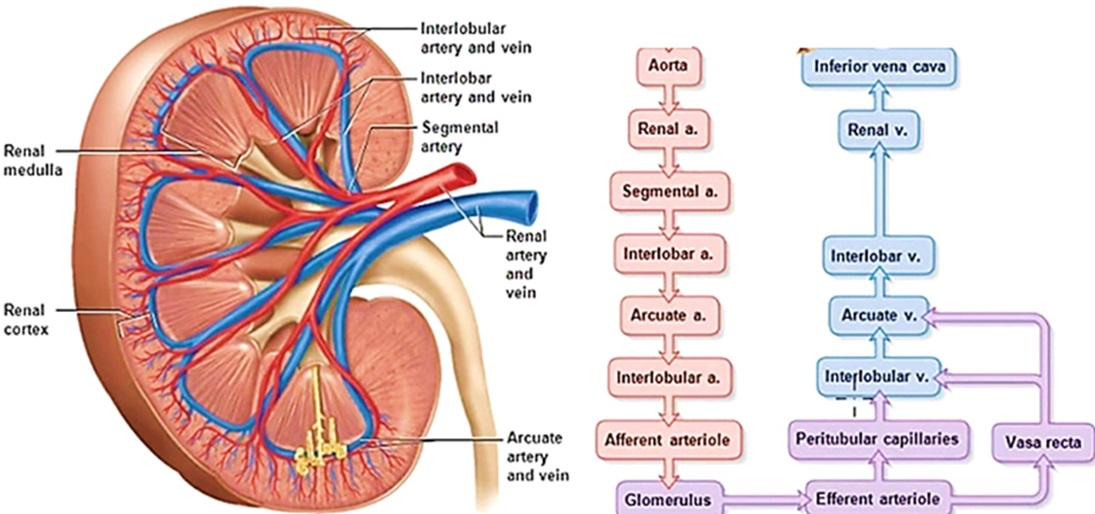 Interlobular
artery and vein
Interlobar
artery and vein
Segmental
artery
Renal
medulla
Renal
artery
and
vein
Renal
cortex
Arcuate
artery
and vein
Aorta
Renal a.
Segmental a.
Interlobar a.
Arcuate a.
Interlobular a.
Afferent arteriole
Glomerulus
Efferent arteriole
Peritubular capillaries
Vasa recta
Interlobular v.
Arcuate v.
Interlobar v.
Renal v.
Inferior vena cava